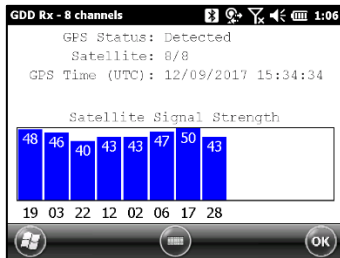 GDD Rx - 8 channels 1:06
GPS Status: Detected
Satellite: 8/8
GPS Time (UTC): 12/09/2017 15:34:34
Satellite Signal Strength
48 46 40 43 43 47 50 43
19 03 22 12 02 06 17 28
OK